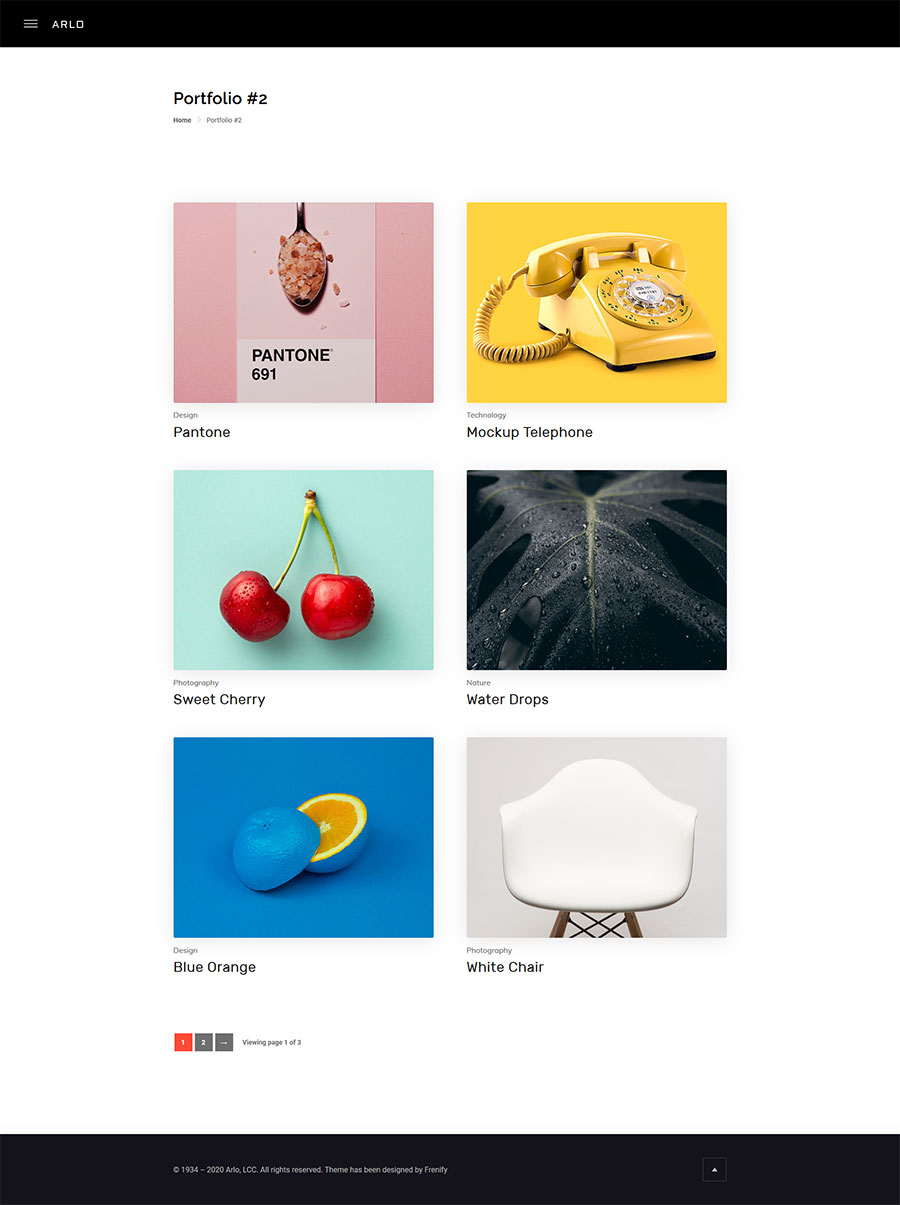 ARLO
Portfolio #2
Home
Portfolio #2
PANTONE®
691
Design
Pantone
Technology
Mockup Telephone
Photography
Sweet Cherry
Nature
Water Drops
Design
Blue Orange
Photography
White Chair
1 2 → Viewing page 1 of 3
© 1934 – 2020 Arlo, LCC. All rights reserved. Theme has been designed by Frenify